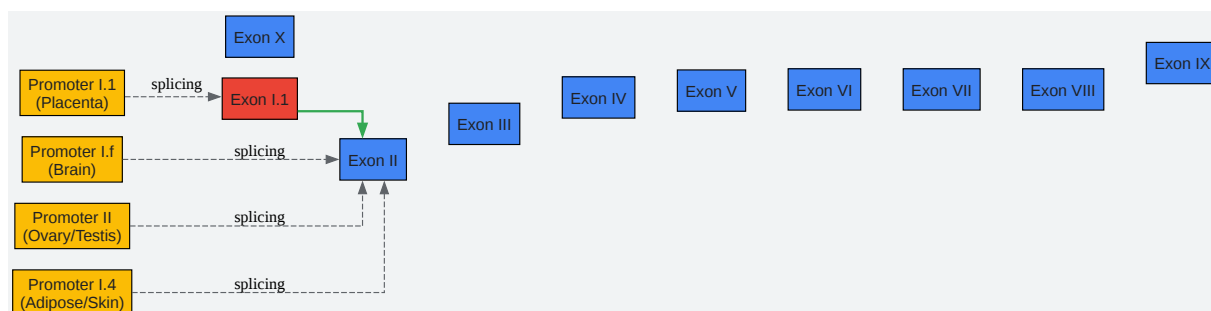 Exon X
Exon IX
Promoter I.1
(Placenta)
splicing
Exon I.1
Exon III
Exon IV
Exon V
Exon VI
Exon VII
Exon VIII
Promoter I.f
(Brain)
splicing
Exon II
Promoter II
(Ovary/Testis)
splicing
Promoter I.4
(Adipose/Skin)
splicing